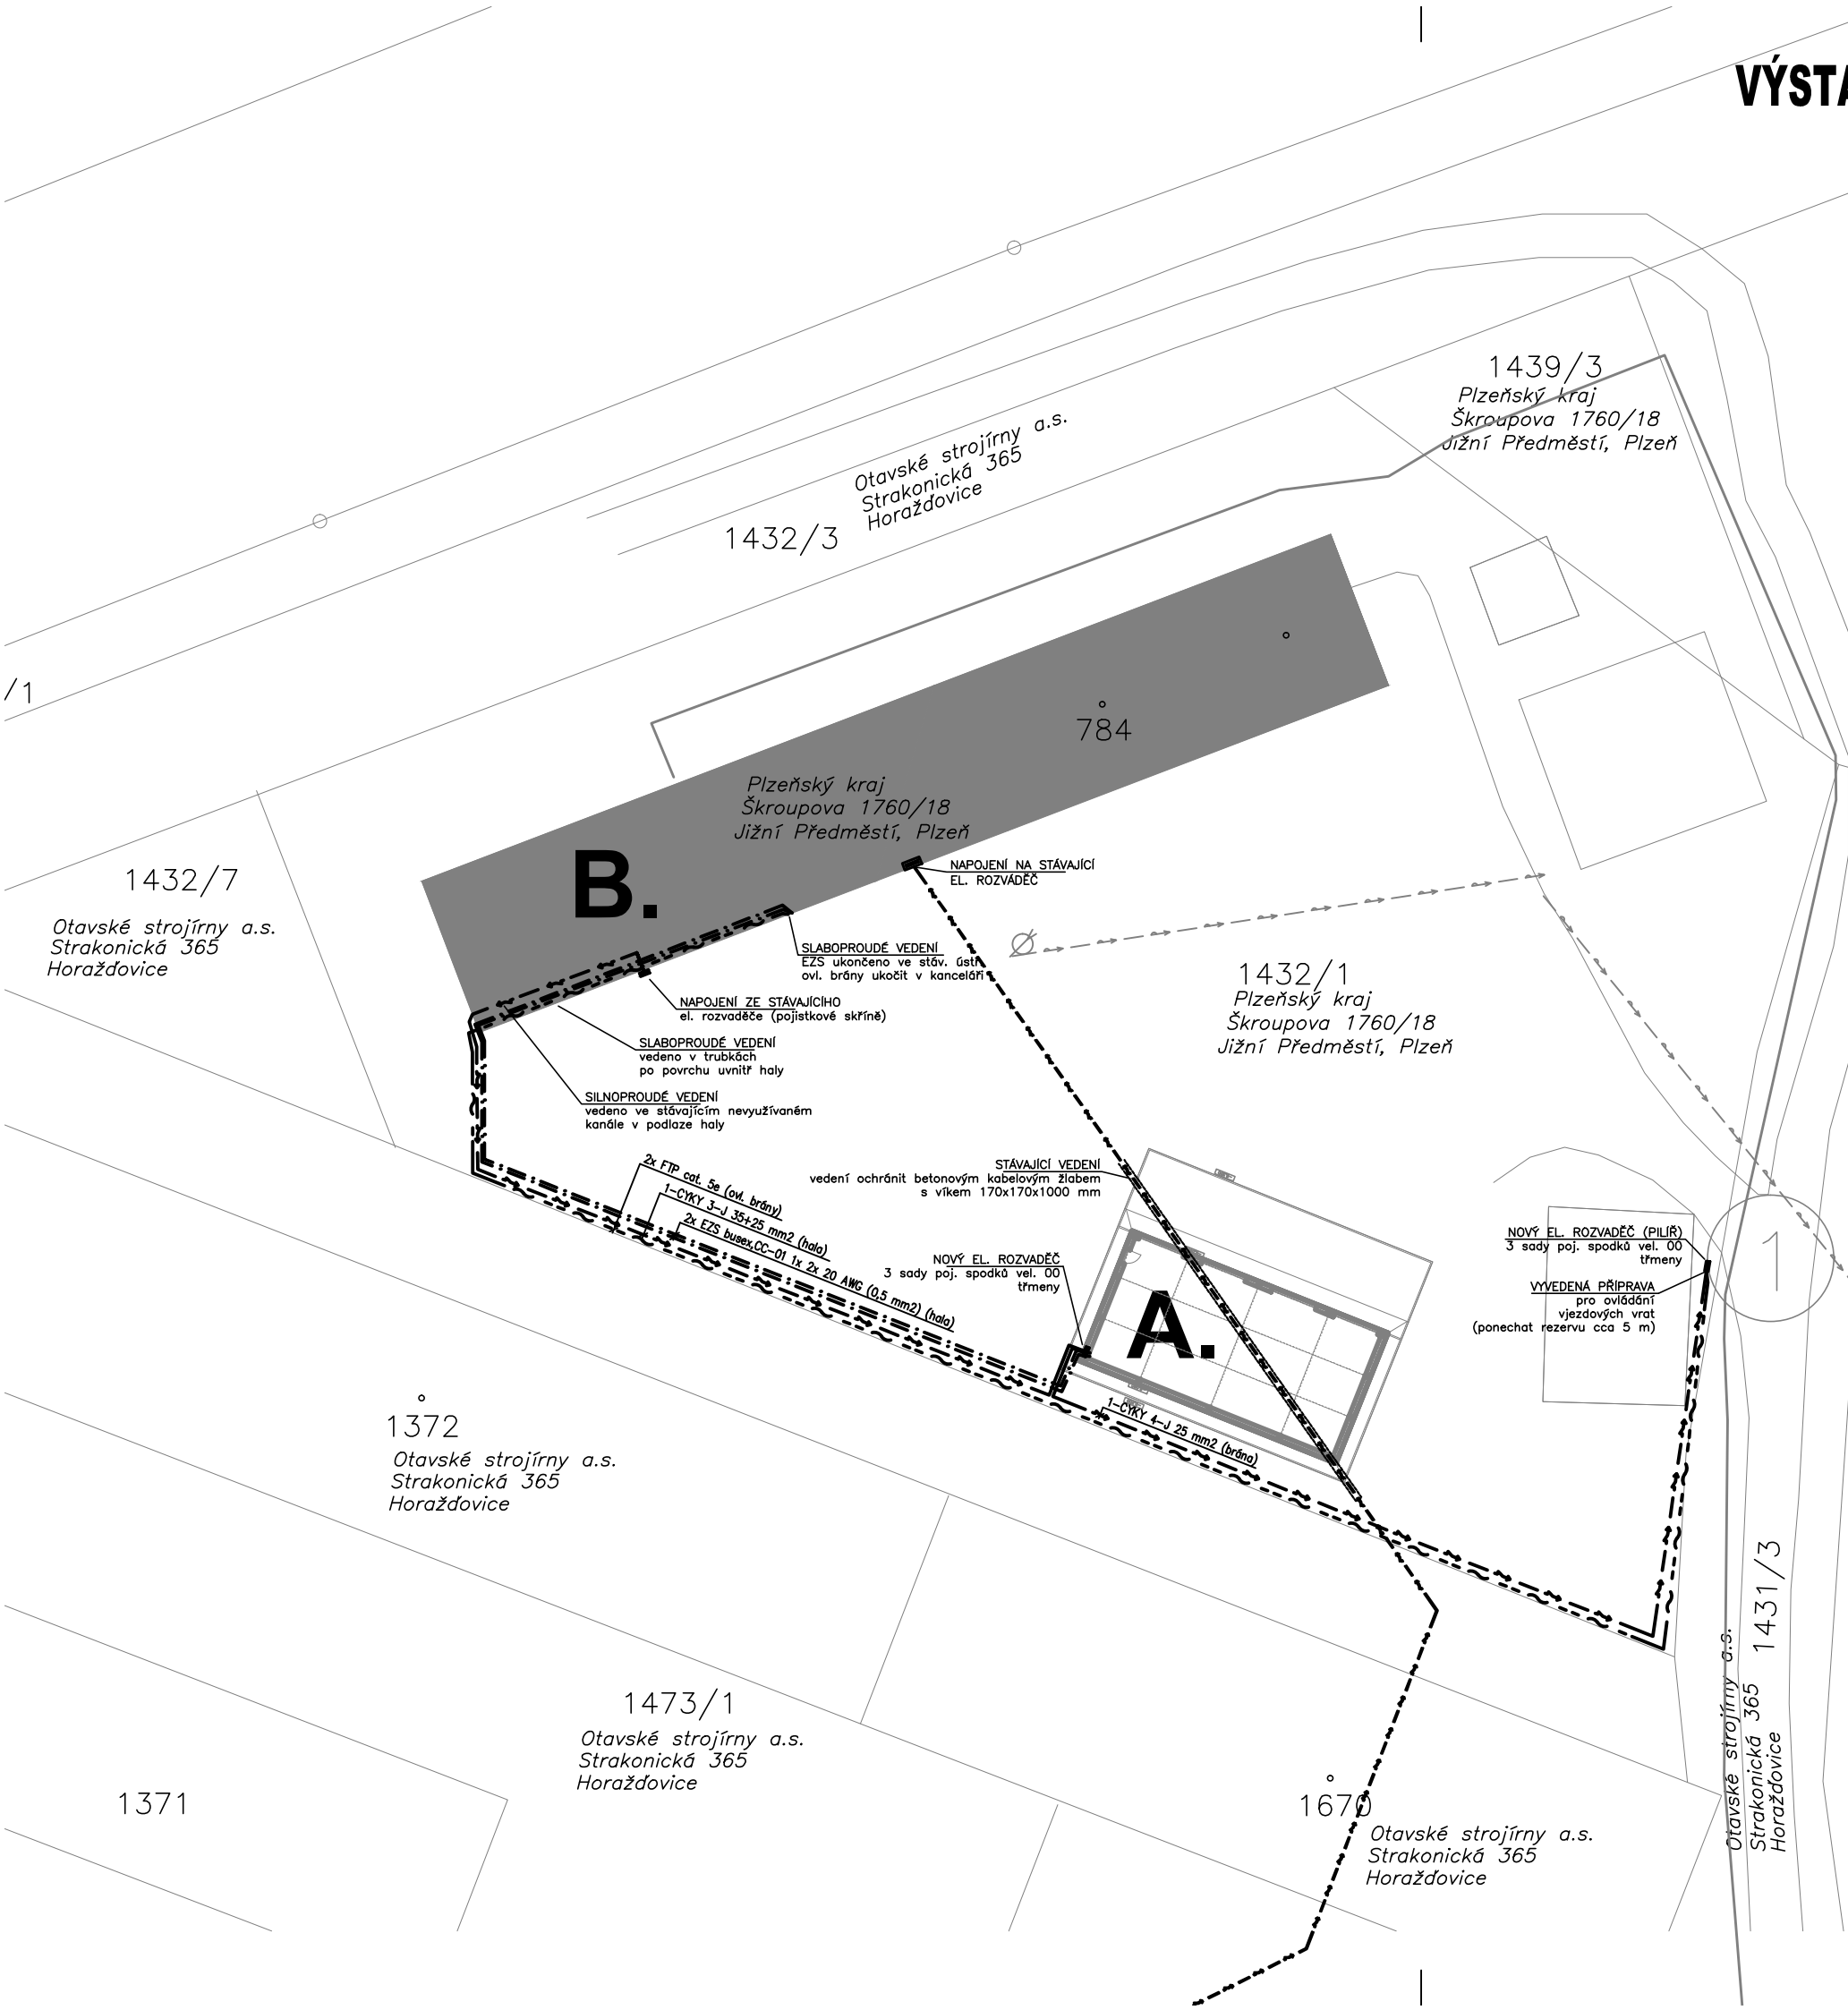 VÝSTA
1439/3
Plzeňský kraj
Škroupova 1760/18
Jižní Předměstí, Plzeň
Otavské strojírny a.s.
Strakonická 365
Horažďovice
1432/3
/1
784
Plzeňský kraj
Škroupova 1760/18
Jižní Předměstí, Plzeň
B.
NAPOJENÍ NA STÁVAJÍCÍ
EL. ROZVÁDĚČ
1432/7
Otavské strojírny a.s.
Strakonická 365
Horažďovice
SLABOPROUDÉ VEDENÍ
EZS ukončeno ve stáv. ústř.
ovl. brány ukočit v kanceláři
1432/1
Plzeňský kraj
Škroupova 1760/18
Jižní Předměstí, Plzeň
NAPOJENÍ ZE STÁVAJÍCÍHO
el. rozvaděče (pojistkové skříně)
SLABOPROUDÉ VEDENÍ
vedeno v trubkách
po povrchu uvnitř haly
SILNOPROUDÉ VEDENÍ
vedeno ve stávajícím nevyužívaném
kanále v podlaze haly
2x FTP cat. 5e (ovl. brány)
1-CYKY 3-J 35+25 mm2 (hala)
2x EZS busex,CC-01 1x 2x 20 AWG (0,5 mm2) (hala)
STÁVAJÍCÍ VEDENÍ
vedení ochránit betonovým kabelovým žlabem
s víkem 170x170x1000 mm
NOVÝ EL. ROZVADĚČ
3 sady poj. spodků vel. 00
třmeny
A.
1-CYKY 4-J 25 mm2 (brána)
NOVÝ EL. ROZVADĚČ (PILÍŘ)
3 sady poj. spodků vel. 00
třmeny
VYVEDENÁ PŘÍPRAVA
pro ovládání
vjezdových vrat
(ponechat rezervu cca 5 m)
1
1372
Otavské strojírny a.s.
Strakonická 365
Horažďovice
1431/3
Otavské strojírny a.s.
Strakonická 365
Horažďovice
1473/1
Otavské strojírny a.s.
Strakonická 365
Horažďovice
1371
1670
Otavské strojírny a.s.
Strakonická 365
Horažďovice